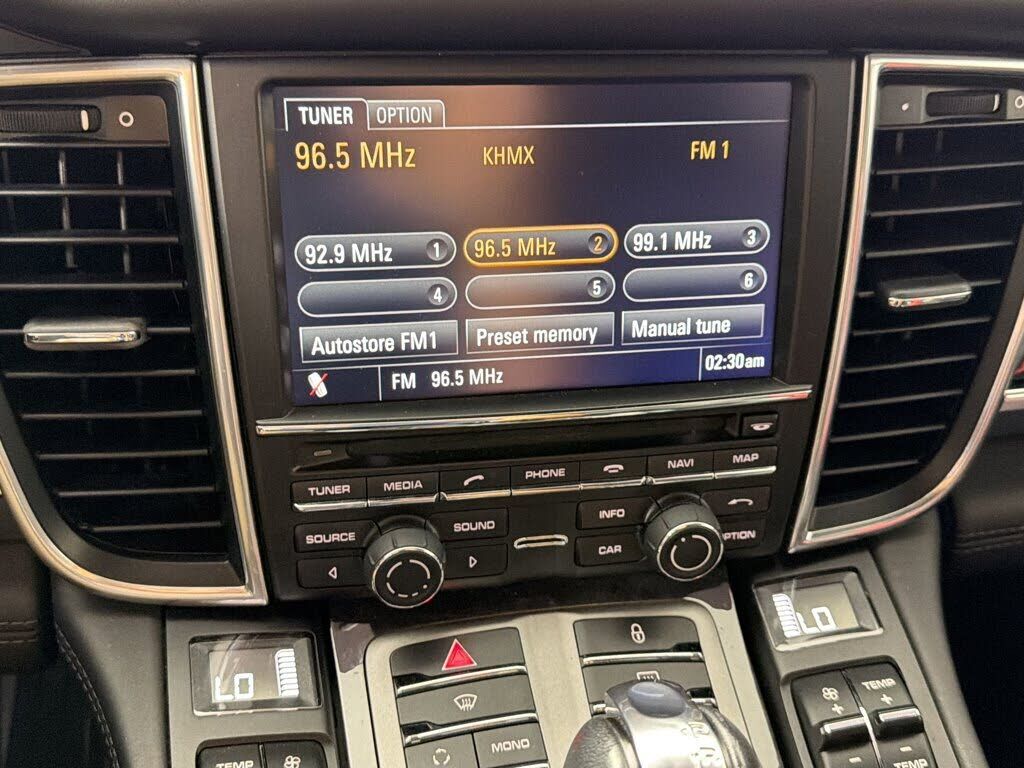 TUNER OPTION
96.5 MHz KHMX FM 1
92.9 MHz 1 96.5 MHz 2 99.1 MHz 3
4 5 6
Autostore FM1 Preset memory Manual tune
FM 96.5 MHz 02:30am
TUNER MEDIA PHONE NAVI MAP
SOURCE SOUND INFO
CAR PTION
LO LO
MONO
TEMP
TEMP
TEMP